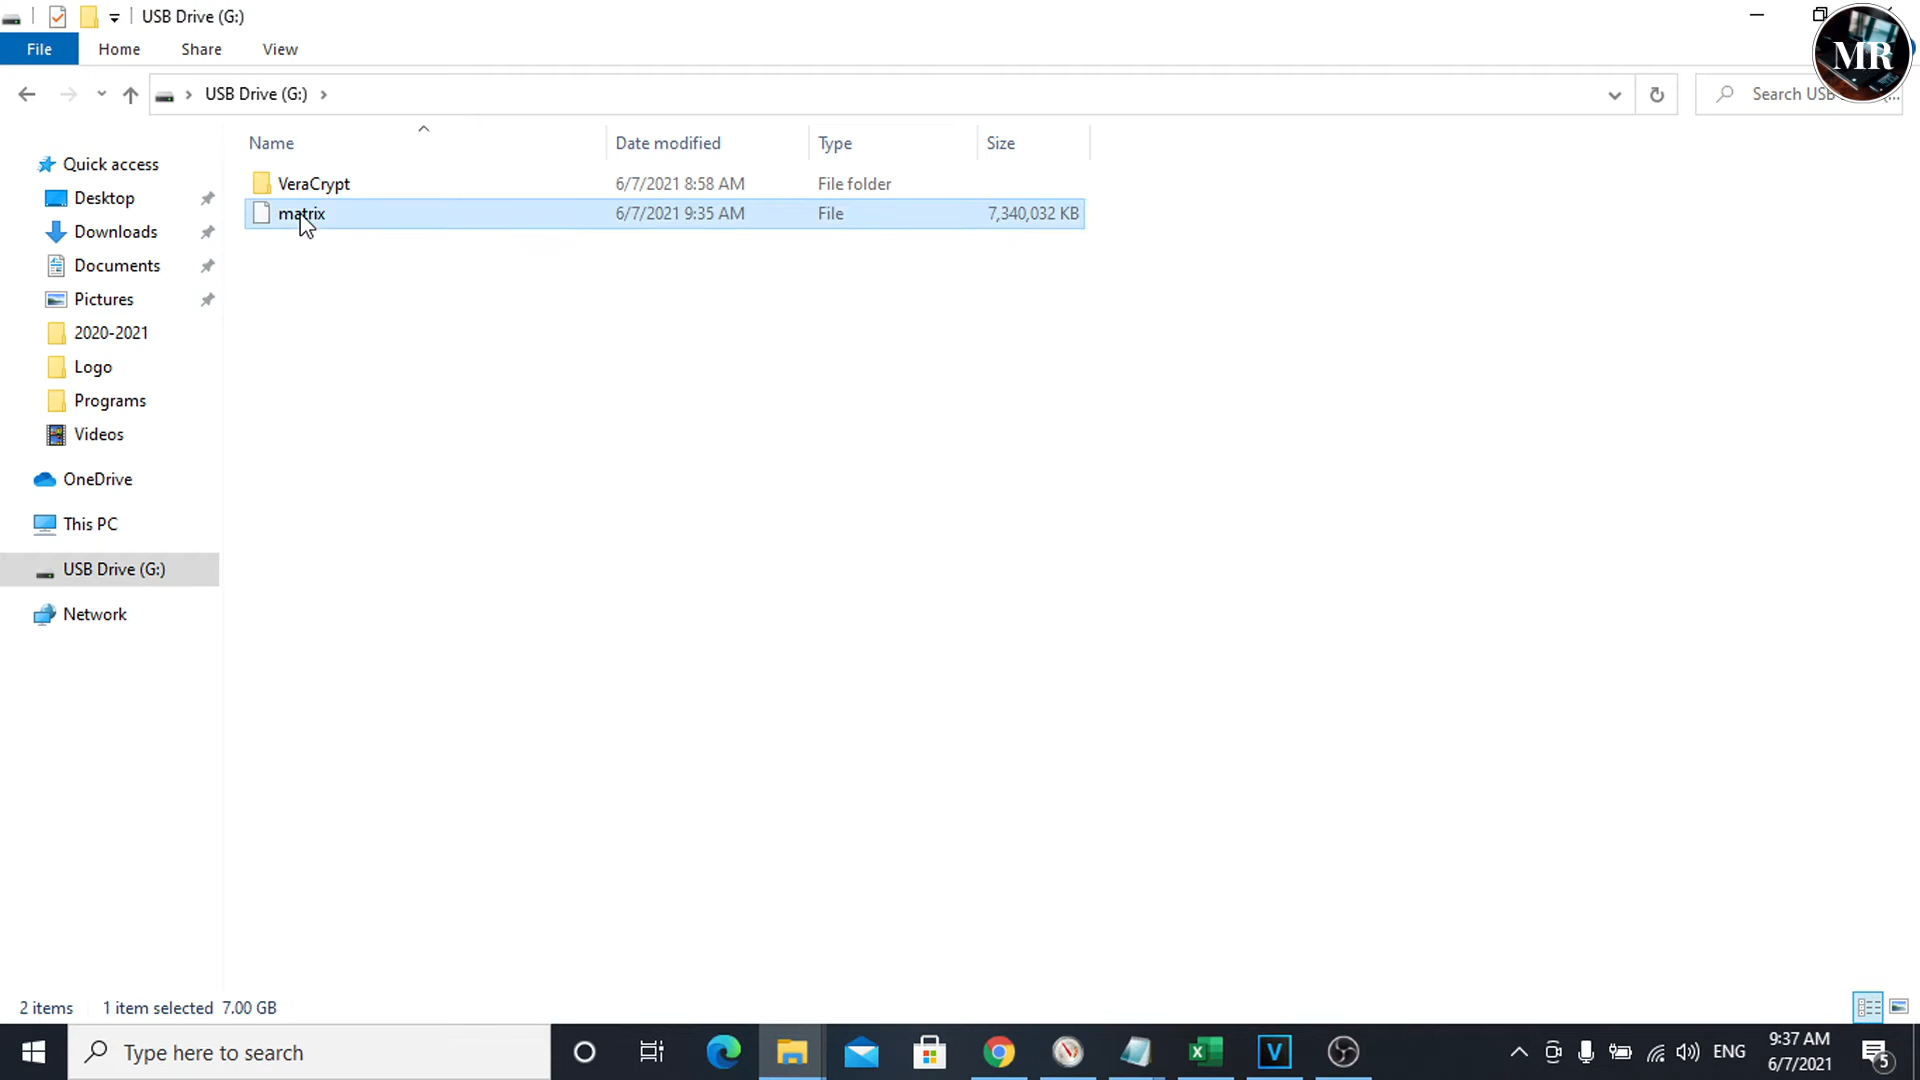 USB Drive (G:)
File Home Share View
USB Drive (G:)
Search USB
MR
Name Date modified Type Size
VeraCrypt 6/7/2021 8:58 AM File folder
matrix 6/7/2021 9:35 AM File 7,340,032 KB
Quick access
Desktop
Downloads
Documents
Pictures
2020-2021
Logo
Programs
Videos
OneDrive
This PC
USB Drive (G:)
Network
2 items 1 item selected 7.00 GB
Type here to search
V
ENG
9:37 AM
6/7/2021
5